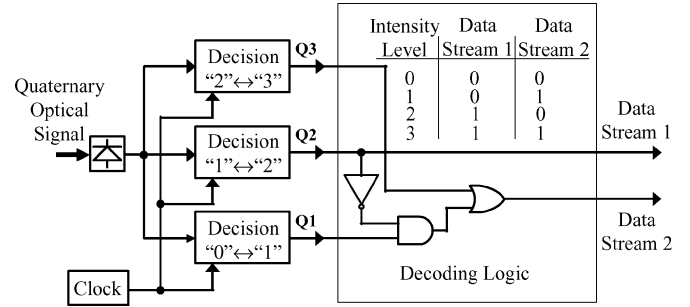 Quaternary
Optical
Signal
Decision
“2”↔“3”
Q3
Decision
“1”↔“2”
Q2
Decision
“0”↔“1”
Q1
Clock
Intensity Data Data
Level Stream 1 Stream 2
0 0 0
1 0 1
2 1 0
3 1 1
Decoding Logic
Data
Stream 1
Data
Stream 2